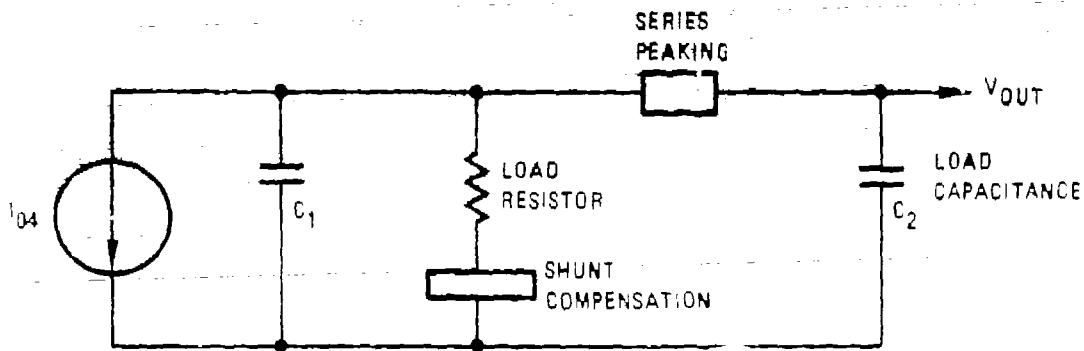 SERIES
PEAKING
V_OUT
LOAD
RESISTOR
LOAD
CAPACITANCE
I_04
C_1
C_2
SHUNT
COMPENSATION